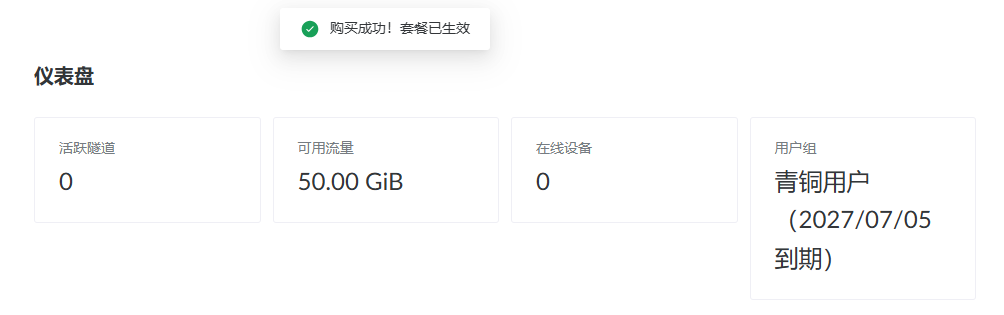 购买成功！套餐已生效
仪表盘
活跃隧道
0
可用流量
50.00 GiB
在线设备
0
用户组
青铜用户
（2027/07/05
到期）